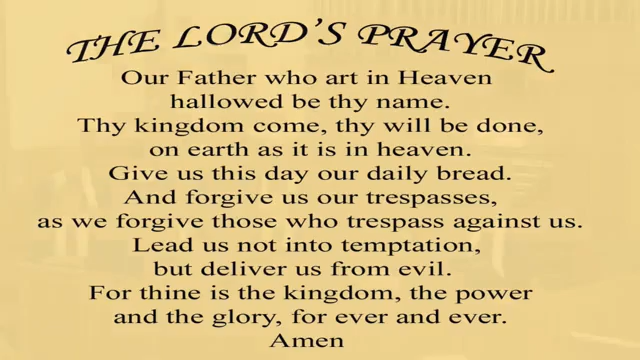 THE LORD'S PRAYER
Our Father who art in Heaven
hallowed be thy name.
Thy kingdom come, thy will be done,
on earth as it is in heaven.
Give us this day our daily bread.
And forgive us our trespasses,
as we forgive those who trespass against us.
Lead us not into temptation,
but deliver us from evil.
For thine is the kingdom, the power
and the glory, for ever and ever.
Amen